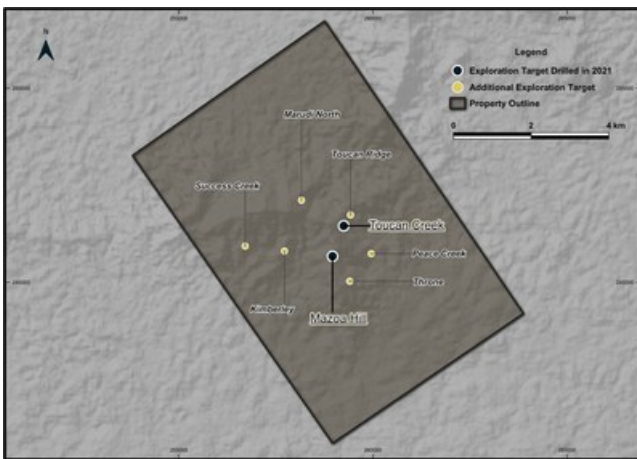 N
Legend
Exploration Target Drilled in 2021
Additional Exploration Target
Property Outline
0 2 4 km
Marudi North
Toucan Ridge
Success Creek
Toucan Creek
Peace Creek
Throne
Kimberley
Mazoa Hill